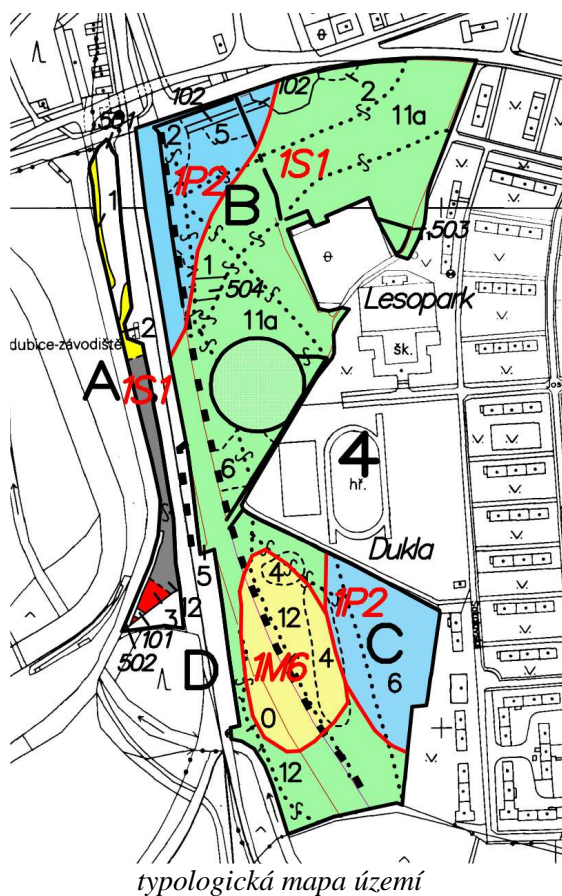 102
501
102
2
2
5
11a
1S1
1P2
B
1
503
1
504
Lesopark
11a
2
dubice-závodiště
šk.
A
1S1
4
hř.
6
Dukla
5
4
1P2
12
12
3
C
101
4
502
6
D
1M6
0
12
typologická mapa území